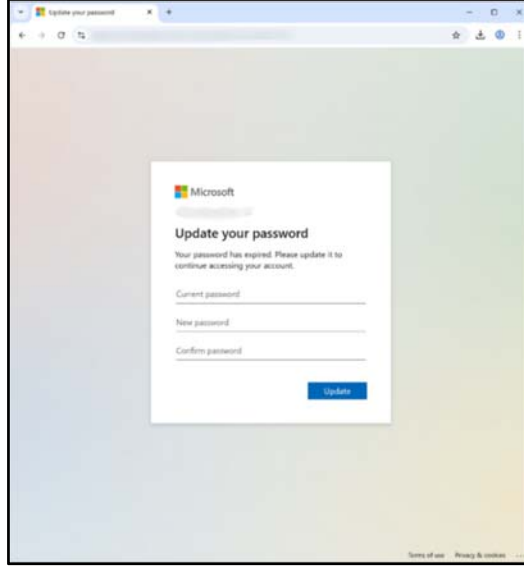 Update your password
Microsoft
Update your password
Your password has expired. Please update it to
continue accessing your account.
Current password
New password
Confirm password
Update
Terms of use Privacy & cookies ...